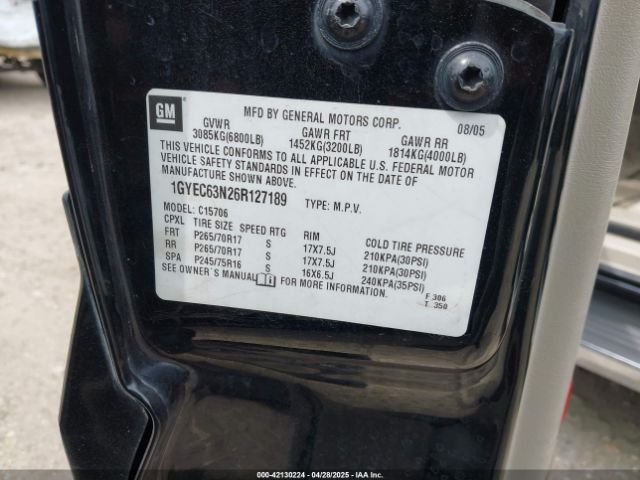 GM
MFD BY GENERAL MOTORS CORP. 08/05
GVWR GAWR FRT GAWR RR
3085KG(6800LB) 1452KG(3200LB) 1814KG(4000LB)
THIS VEHICLE CONFORMS TO ALL APPLICABLE U.S. FEDERAL MOTOR
VEHICLE SAFETY STANDARDS IN EFFECT ON THE DATE OF
MANUFACTURE SHOWN ABOVE.
1GYEC63N26R127189 TYPE: M.P.V.
MODEL: C15706
CPXL TIRE SIZE SPEED RTG RIM COLD TIRE PRESSURE
FRT P265/70R17 S 17X7.5J 210KPA(30PSI)
RR P265/70R17 S 17X7.5J 210KPA(30PSI)
SPA P245/75R16 S 16X6.5J 240KPA(35PSI)
SEE OWNER'S MANUAL FOR MORE INFORMATION.
F 306
T 350
000-42130224 - 04/28/2025 - IAA Inc.